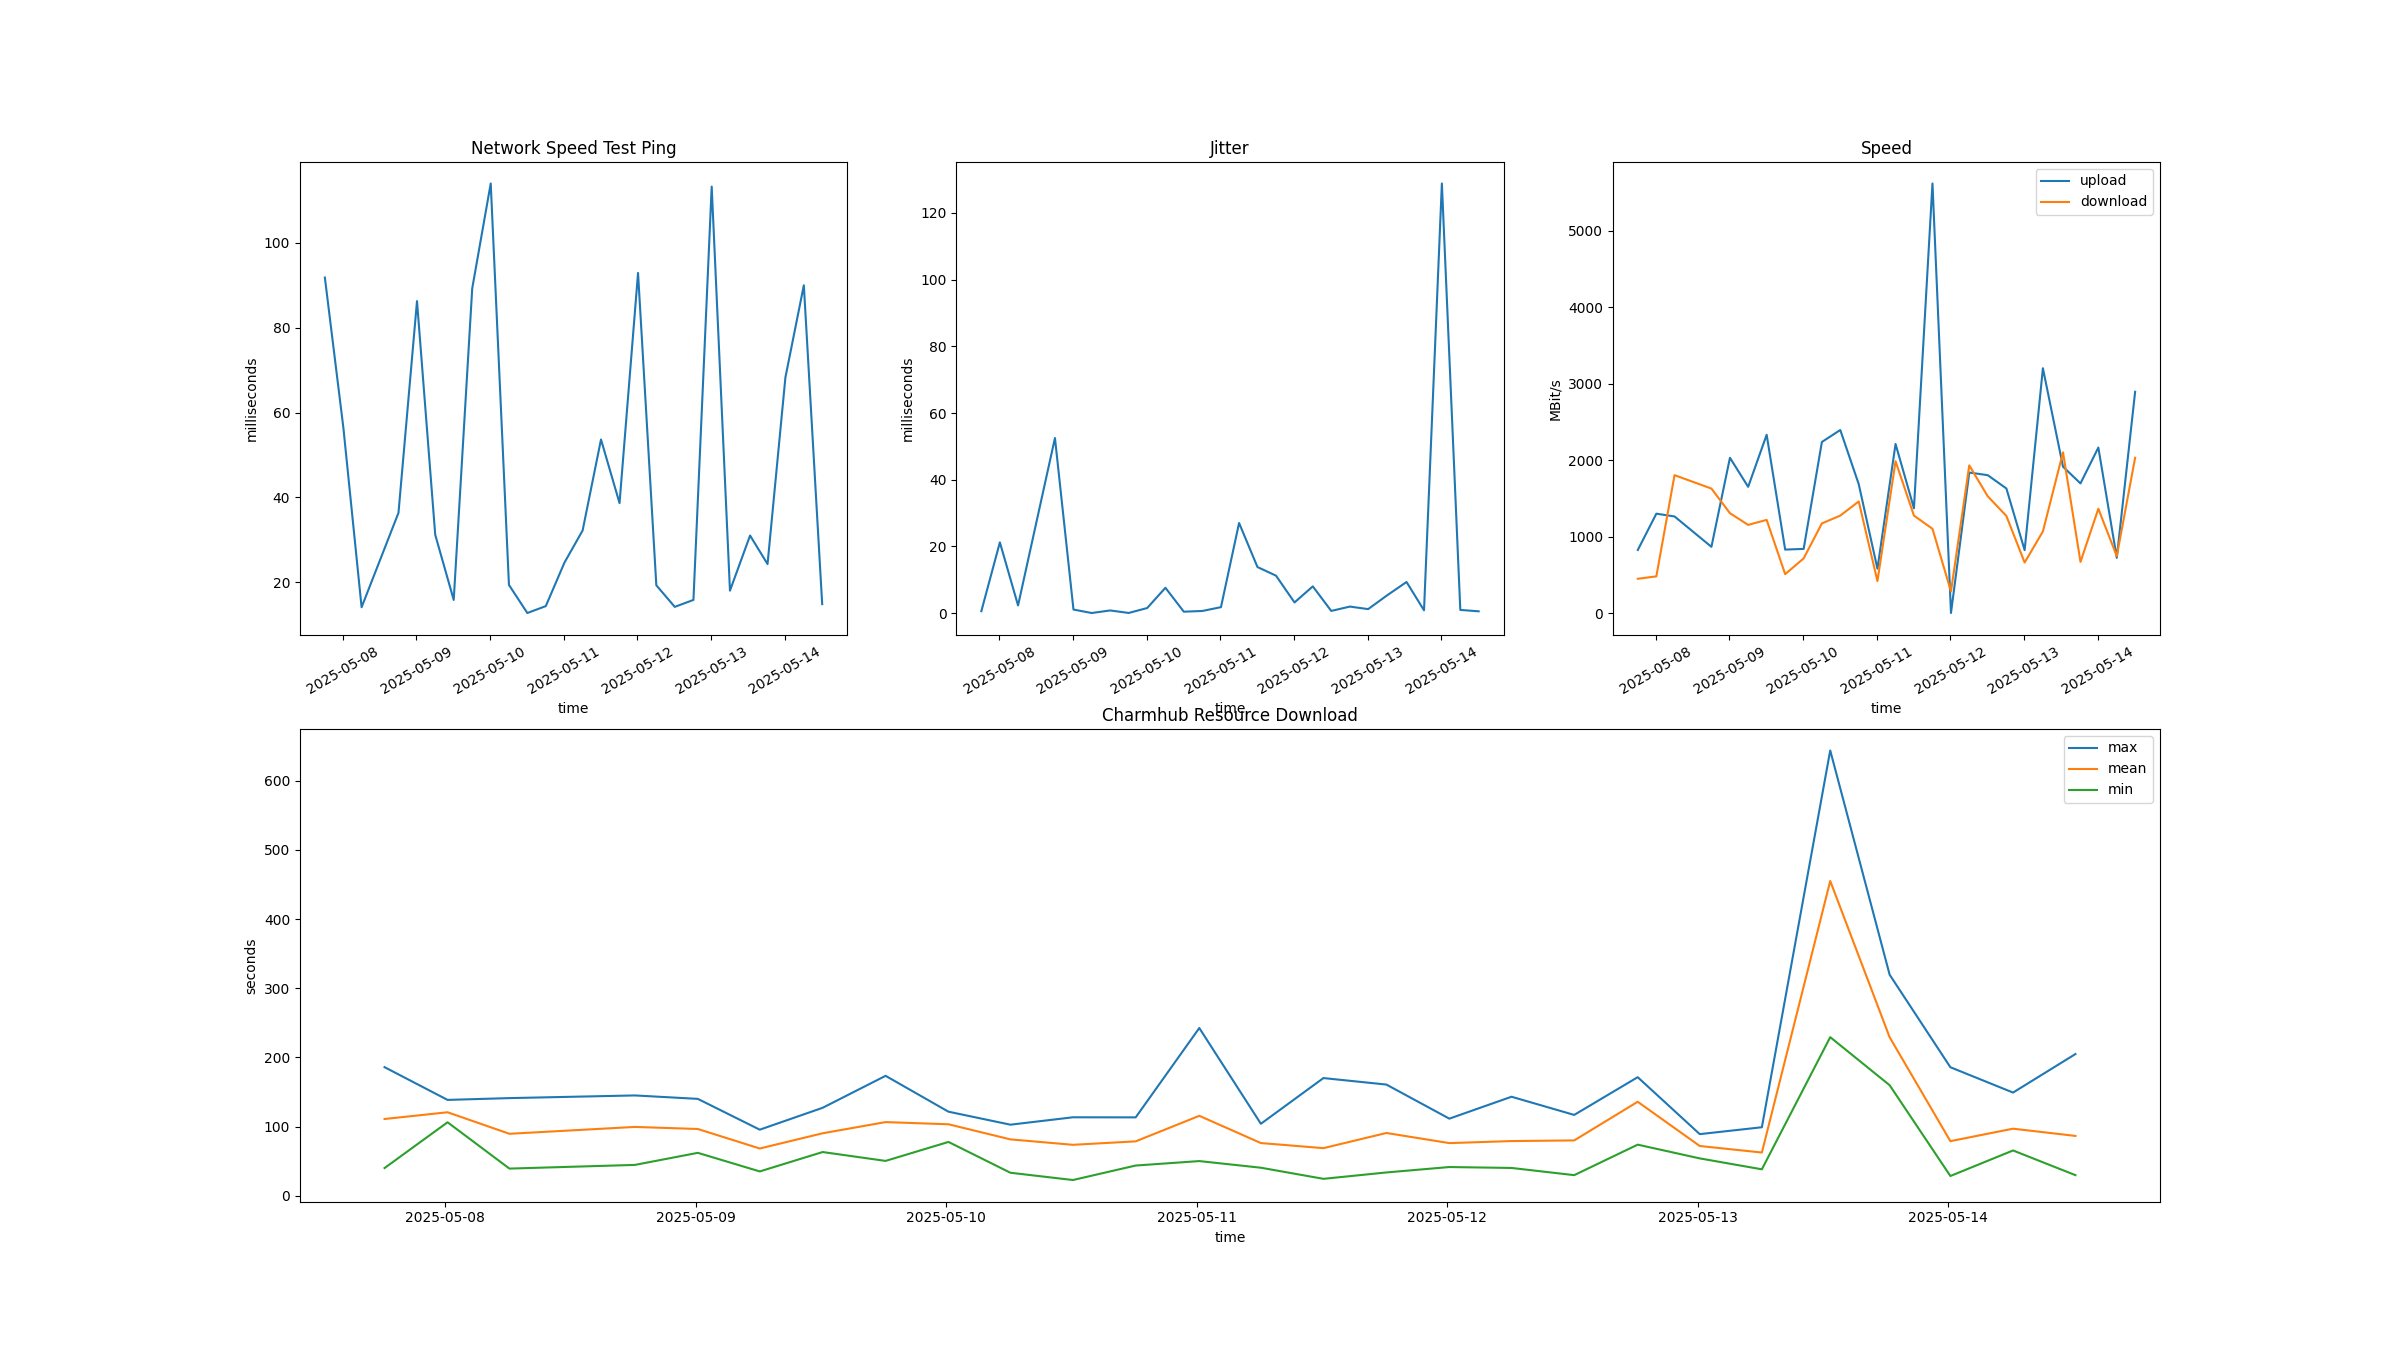 Network Speed Test Ping
milliseconds
100
80
60
40
20
2025-05-08 2025-05-09 2025-05-10 2025-05-11 2025-05-12 2025-05-13 2025-05-14
time
Jitter
milliseconds
120
100
80
60
40
20
0
2025-05-08 2025-05-09 2025-05-10 2025-05-11 2025-05-12 2025-05-13 2025-05-14
time
Speed
upload
download
MBit/s
5000
4000
3000
2000
1000
0
2025-05-08 2025-05-09 2025-05-10 2025-05-11 2025-05-12 2025-05-13 2025-05-14
time
Charmhub Resource Download
max
mean
min
seconds
600
500
400
300
200
100
0
2025-05-08 2025-05-09 2025-05-10 2025-05-11 2025-05-12 2025-05-13 2025-05-14
time